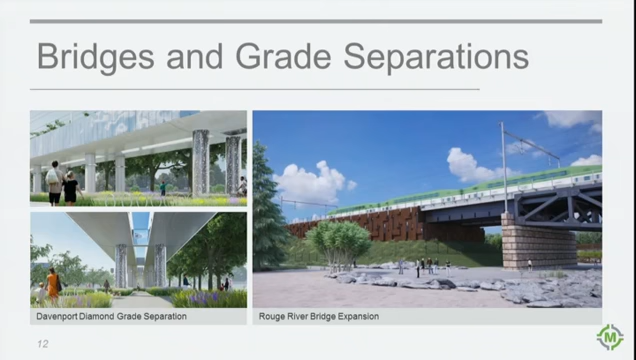 Bridges and Grade Separations
Davenport Diamond Grade Separation
Rouge River Bridge Expansion
12
M